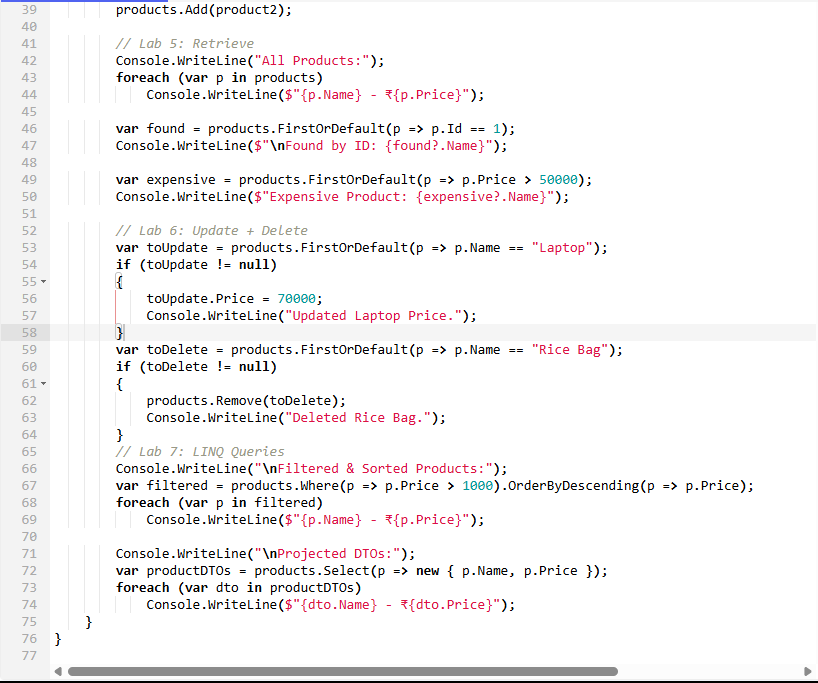 39 products.Add(product2);
40
41 // Lab 5: Retrieve
42 Console.WriteLine("All Products:");
43 foreach (var p in products)
44 Console.WriteLine($"{p.Name} - ₹{p.Price}");
45
46 var found = products.FirstOrDefault(p => p.Id == 1);
47 Console.WriteLine($"\nFound by ID: {found?.Name}");
48
49 var expensive = products.FirstOrDefault(p => p.Price > 50000);
50 Console.WriteLine($"Expensive Product: {expensive?.Name}");
51
52 // Lab 6: Update + Delete
53 var toUpdate = products.FirstOrDefault(p => p.Name == "Laptop");
54 if (toUpdate != null)
55 {
56 toUpdate.Price = 70000;
57 Console.WriteLine("Updated Laptop Price.");
58 }
59 var toDelete = products.FirstOrDefault(p => p.Name == "Rice Bag");
60 if (toDelete != null)
61 {
62 products.Remove(toDelete);
63 Console.WriteLine("Deleted Rice Bag.");
64 }
65 // Lab 7: LINQ Queries
66 Console.WriteLine("\nFiltered & Sorted Products:");
67 var filtered = products.Where(p => p.Price > 1000).OrderByDescending(p => p.Price);
68 foreach (var p in filtered)
69 Console.WriteLine($"{p.Name} - ₹{p.Price}");
70
71 Console.WriteLine("\nProjected DTOs:");
72 var productDTOs = products.Select(p => new { p.Name, p.Price });
73 foreach (var dto in productDTOs)
74 Console.WriteLine($"{dto.Name} - ₹{dto.Price}");
75 }
76 }
77